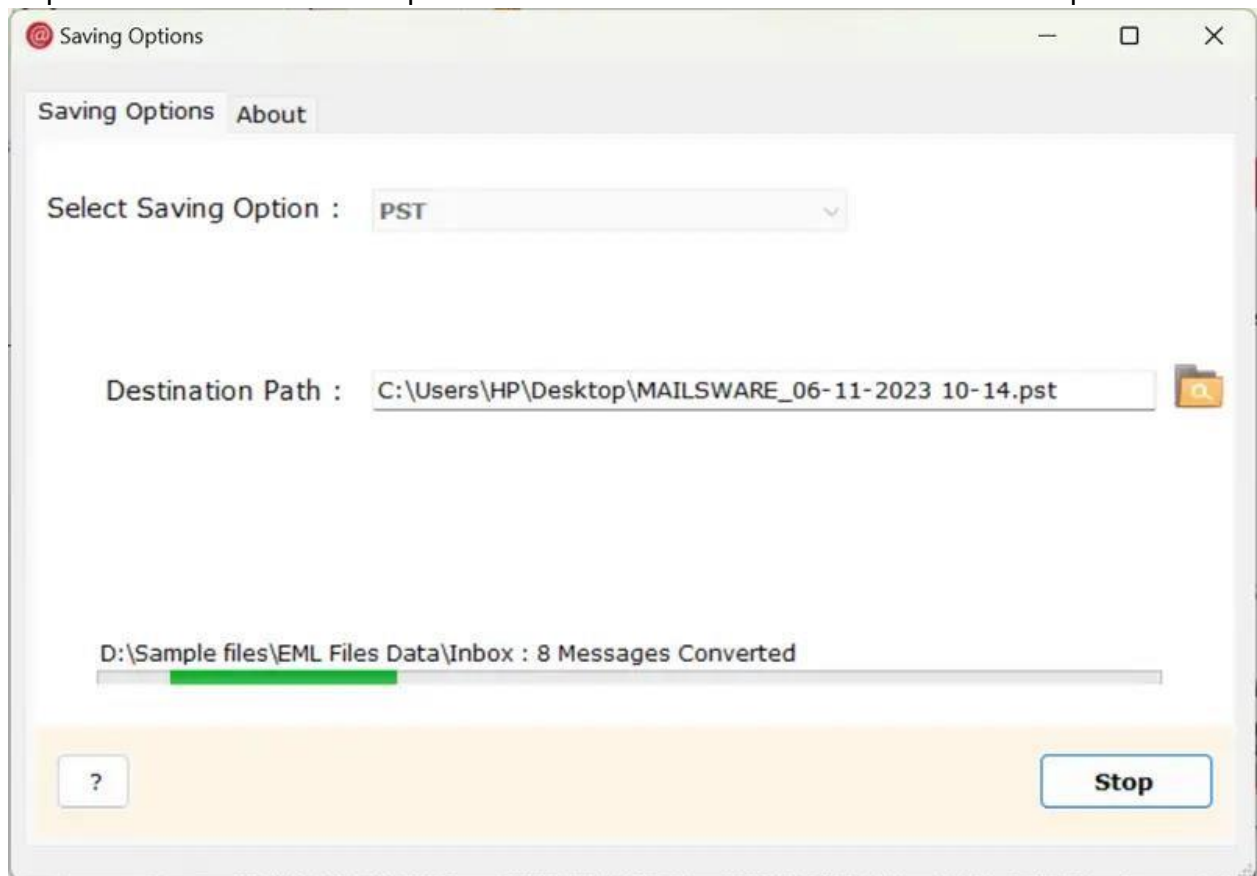 Saving Options
Saving Options About
Select Saving Option : PST
Destination Path : C:\Users\HP\Desktop\MAILSWARE_06-11-2023 10-14.pst
D:\Sample files\EML Files Data\Inbox : 8 Messages Converted
? Stop